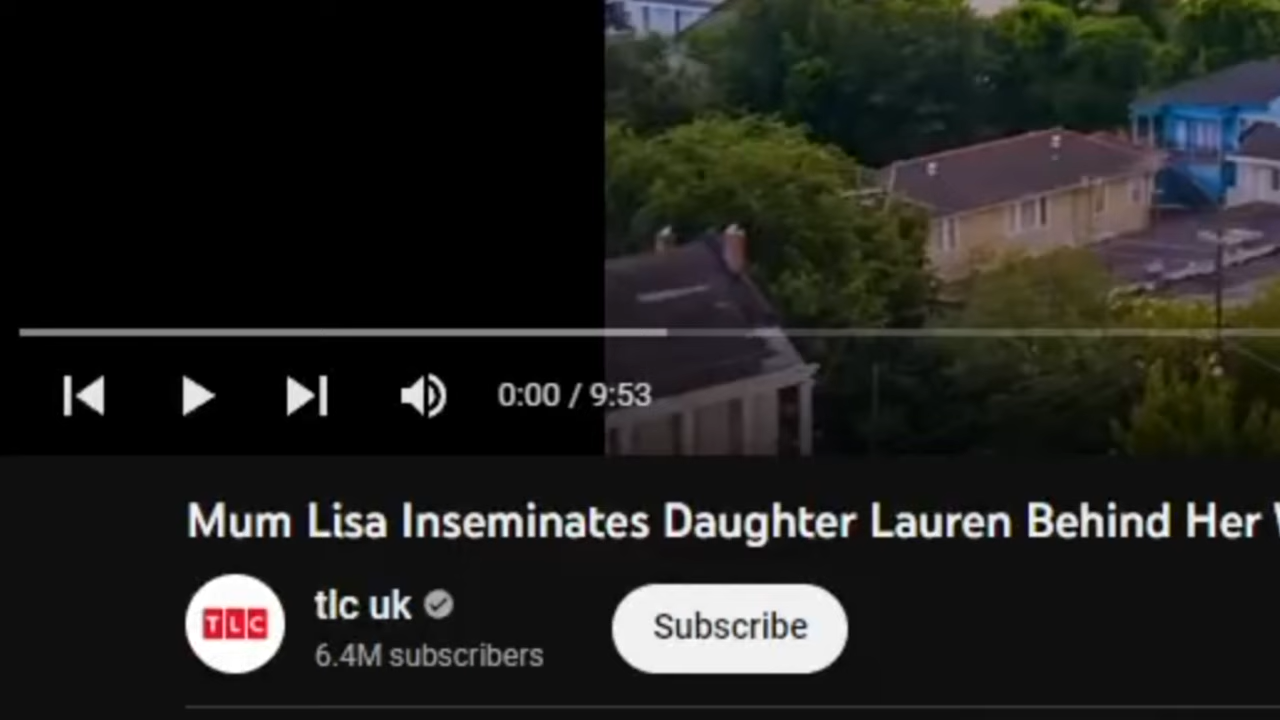 0:00 / 9:53
Mum Lisa Inseminates Daughter Lauren Behind Her
TLC
tlc uk
6.4M subscribers
Subscribe